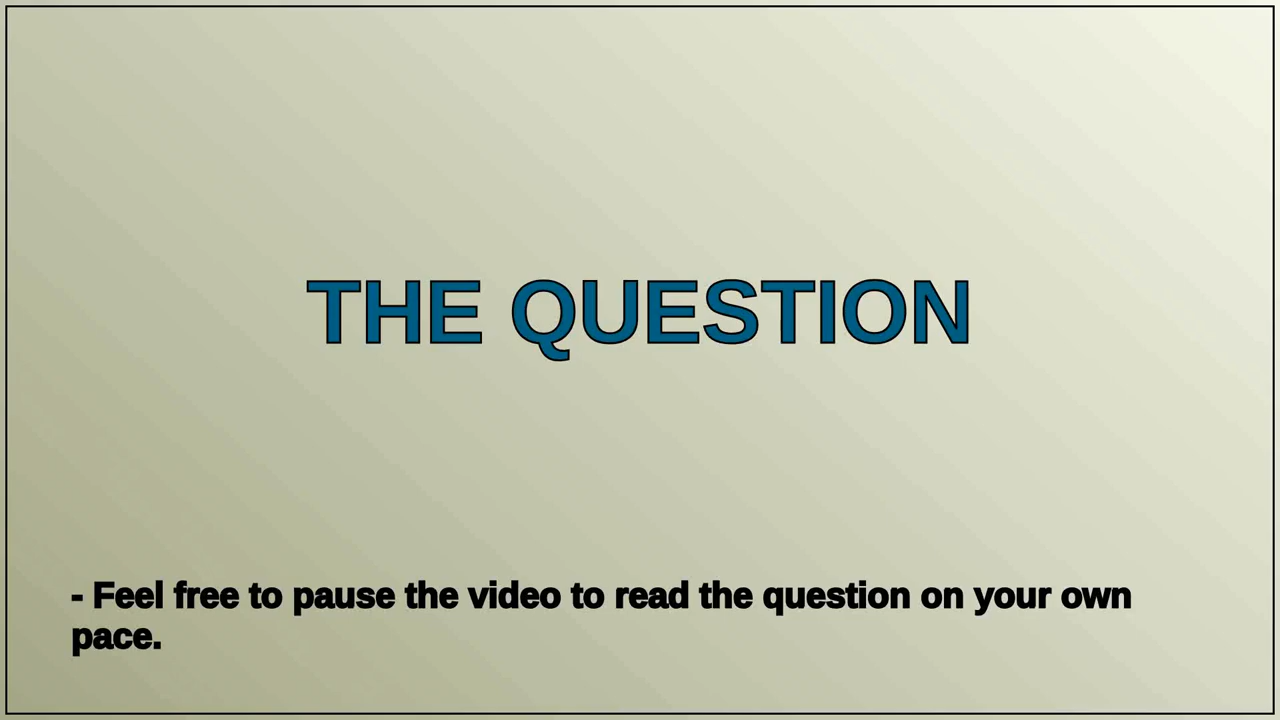 THE QUESTION
- Feel free to pause the video to read the question on your own
pace.